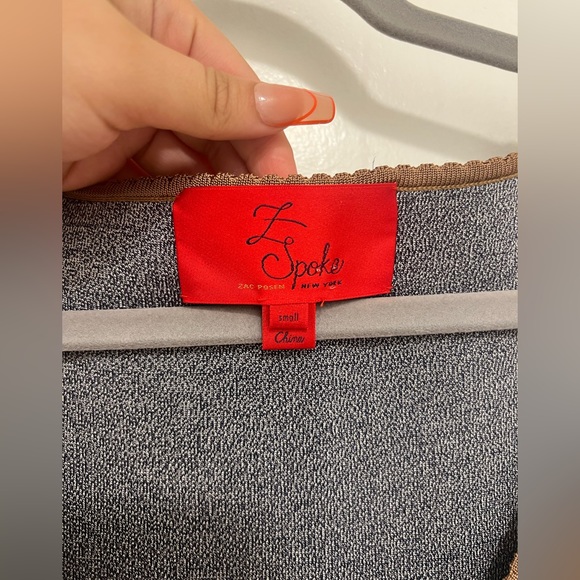 Z
Spoke
ZAC POSEN NEW YORK
small
China